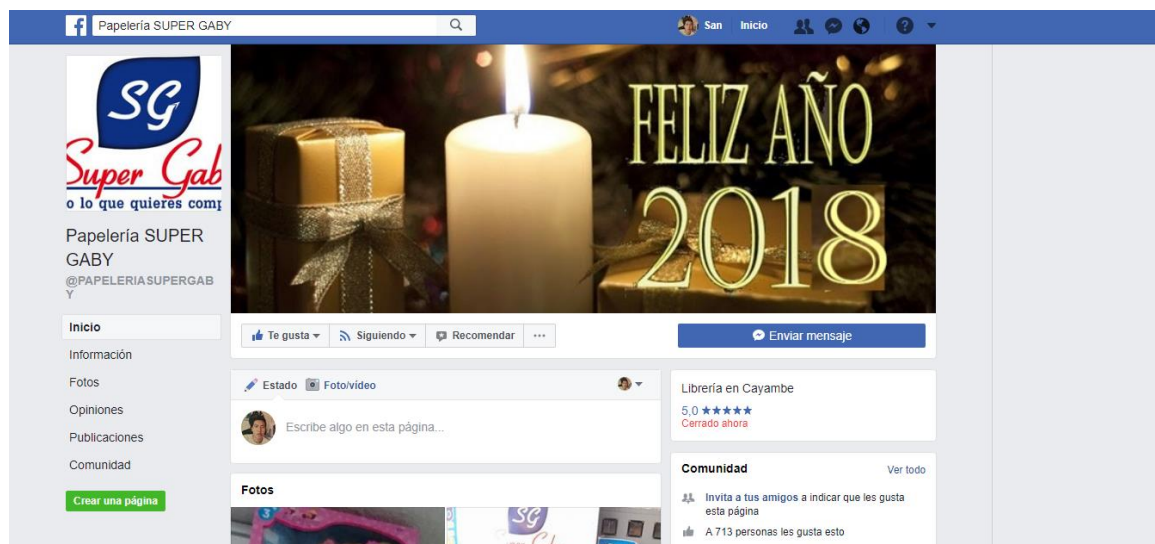 Papelería SUPER GABY
San Inicio
SG
Super Gab
o lo que quieres comp
FELIZ AÑO
2018
Papelería SUPER
GABY
@PAPELERIASUPERGAB
Y
Inicio
Información
Fotos
Opiniones
Publicaciones
Comunidad
Crear una página
Te gusta Siguiendo Recomendar ...
Enviar mensaje
Estado Foto/vídeo
Escribe algo en esta página...
Fotos
SG
Librería en Cayambe
5,0 ★★★★★
Cerrado ahora
Comunidad Ver todo
Invita a tus amigos a indicar que les gusta
esta página
A 713 personas les gusta esto